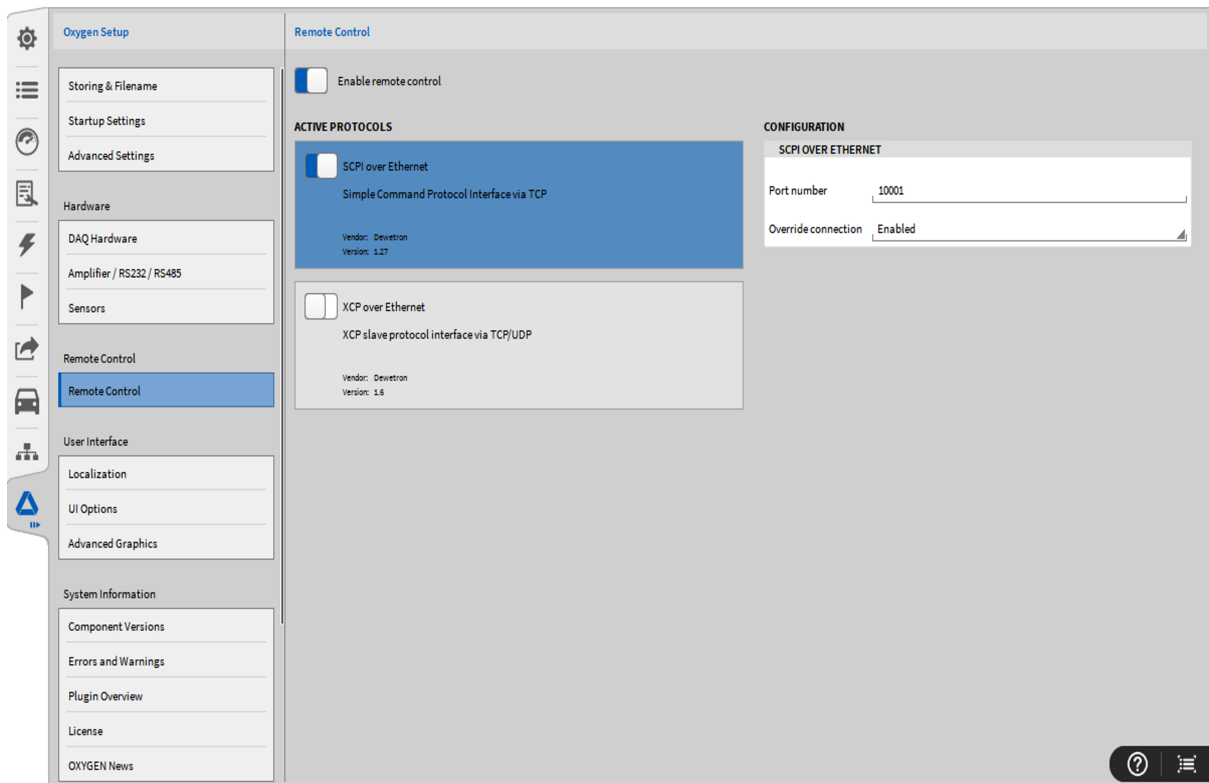 Oxygen Setup
Storing & Filename
Startup Settings
Advanced Settings
Hardware
DAQ Hardware
Amplifier / RS232 / RS485
Sensors
Remote Control
Remote Control
User Interface
Localization
UI Options
Advanced Graphics
System Information
Component Versions
Errors and Warnings
Plugin Overview
License
OXYGEN News
Remote Control
Enable remote control
ACTIVE PROTOCOLS
SCPI over Ethernet
Simple Command Protocol Interface via TCP
Vendor: Dewetron
Version: 1.27
XCP over Ethernet
XCP slave protocol interface via TCP/UDP
Vendor: Dewetron
Version: 1.6
CONFIGURATION
SCPI OVER ETHERNET
Port number 10001
Override connection Enabled